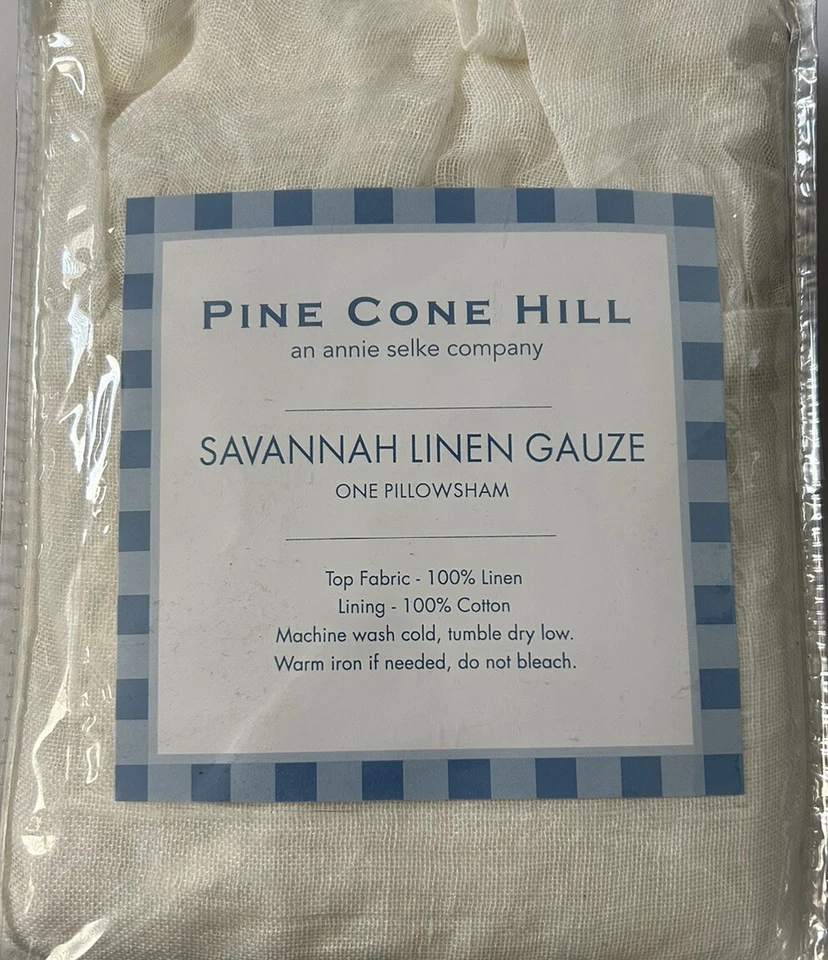 PINE CONE HILL
an annie selke company
SAVANNAH LINEN GAUZE
ONE PILLOWSHAM
Top Fabric - 100% Linen
Lining - 100% Cotton
Machine wash cold, tumble dry low.
Warm iron if needed, do not bleach.